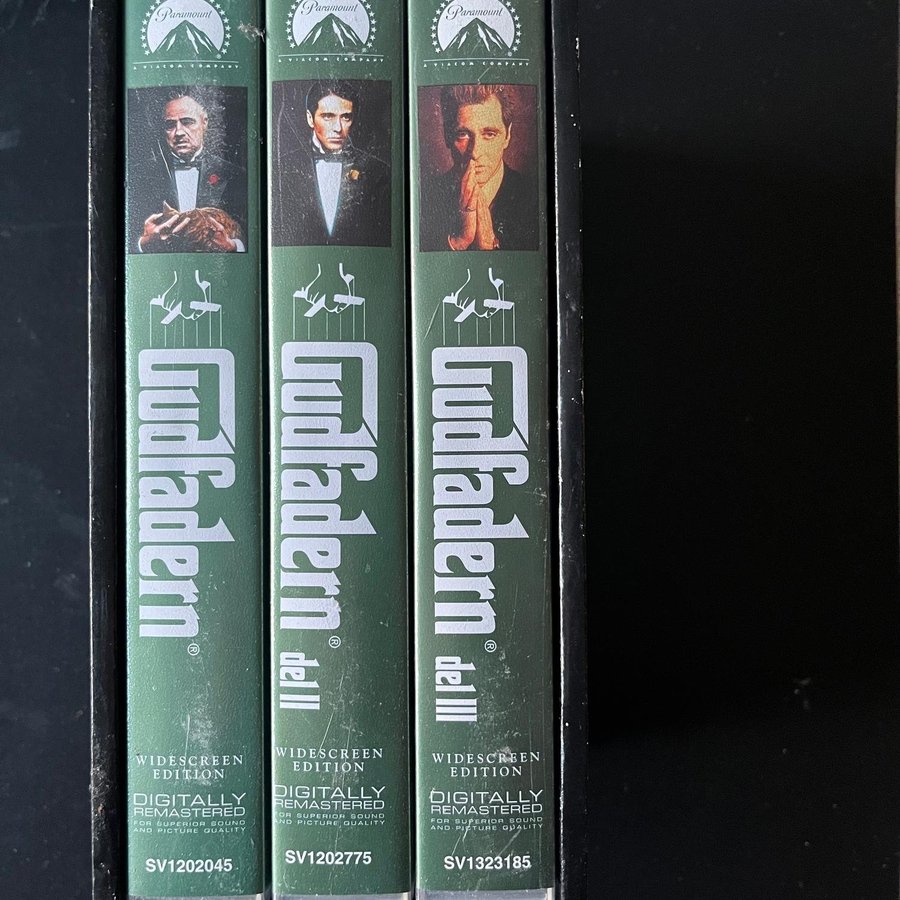 Paramount
A VIACOM COMPANY
Gudfadern®
WIDESCREEN
EDITION
DIGITALLY
REMASTERED
FOR SUPERIOR SOUND
AND PICTURE QUALITY
SV1202045
Paramount
A VIACOM COMPANY
Gudfadern®
del II
WIDESCREEN
EDITION
DIGITALLY
REMASTERED
FOR SUPERIOR SOUND
AND PICTURE QUALITY
SV1202775
Paramount
A VIACOM COMPANY
Gudfadern®
del III
WIDESCREEN
EDITION
DIGITALLY
REMASTERED
FOR SUPERIOR SOUND
AND PICTURE QUALITY
SV1323185